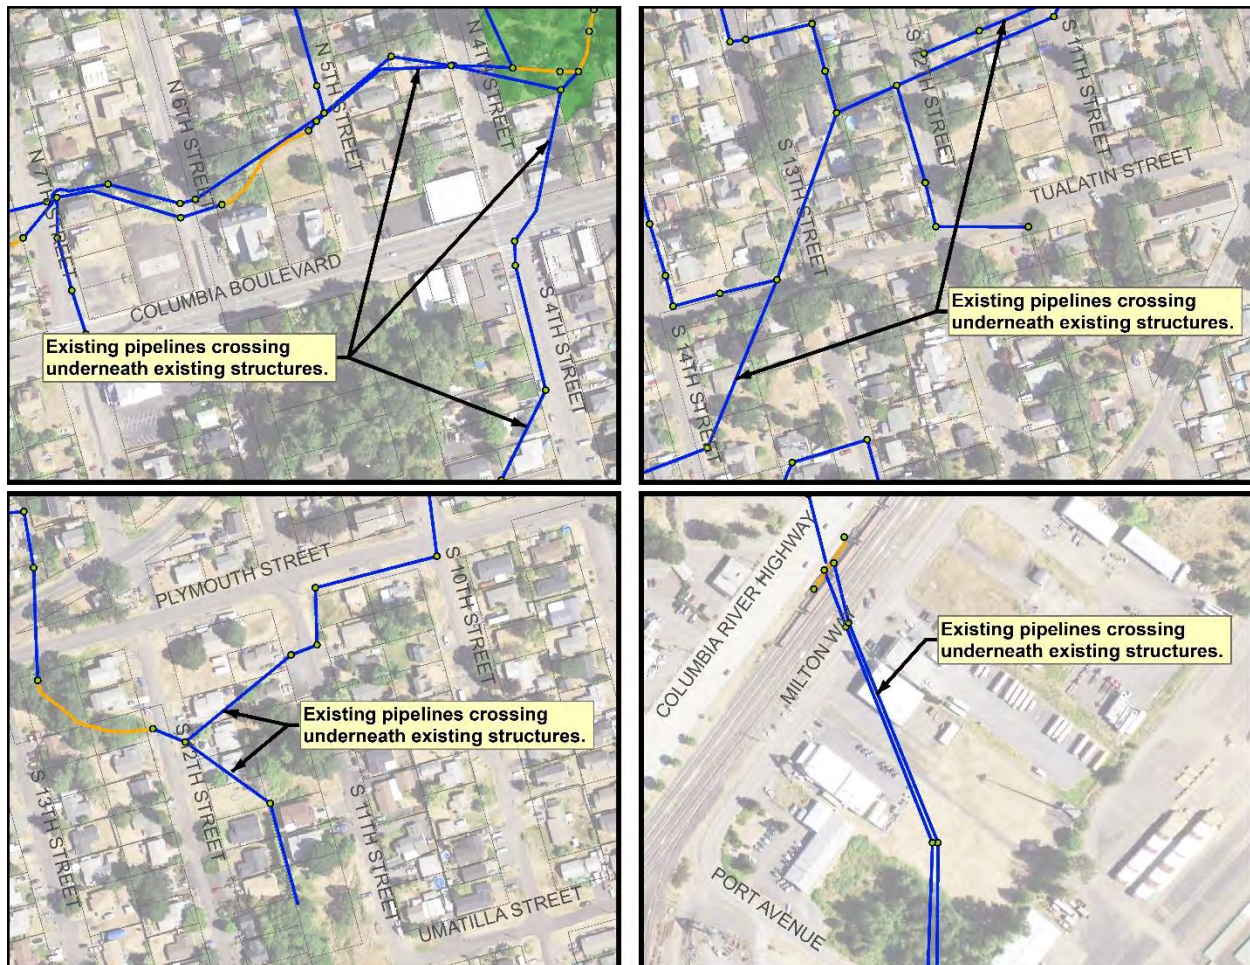 N 4TH STREET
N 5TH STREET
N 6TH STREET
N 7TH STREET
COLUMBIA BOULEVARD
S 4TH STREET
Existing pipelines crossing
underneath existing structures.
S 11TH STREET
S 12TH STREET
S 13TH STREET
TUALATIN STREET
S 14TH STREET
Existing pipelines crossing
underneath existing structures.
PLYMOUTH STREET
S 10TH STREET
Existing pipelines crossing
underneath existing structures.
S 12TH STREET
S 13TH STREET
S 11TH STREET
UMATILLA STREET
COLUMBIA RIVER HIGHWAY
MILTON WAY
Existing pipelines crossing
underneath existing structures.
PORT AVENUE